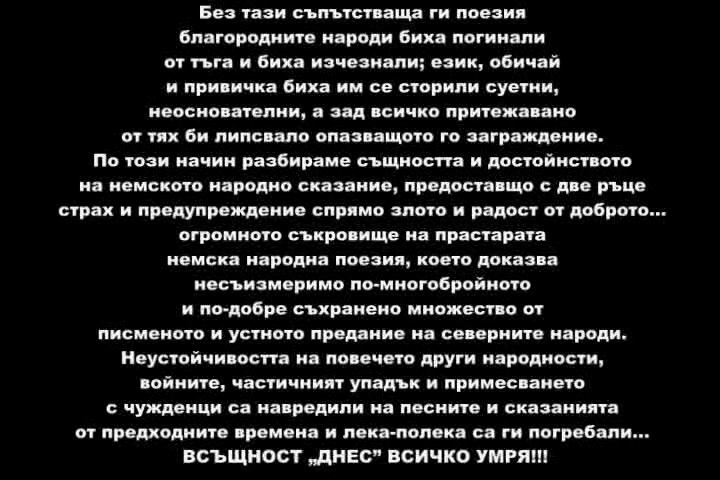 Без тази съпътстваща ги поезия
благородните народи биха погинали
от тъга и биха изчезнали; език, обичай
и привичка биха им се сторили суетни,
неоснователни, а зад всичко притежавано
от тях би липсвало опазващото го заграждение.
По този начин разбираме същността и достойнството
на немското народно сказание, предоставщо с две ръце
страх и предупреждение спрямо злото и радост от доброто...
огромното съкровище на прастарата
немска народна поезия, което доказва
несъизмеримо по-многобройното
и по-добре съхранено множество от
писменото и устното предание на северните народи.
Неустойчивостта на повечето други народности,
войните, частичният упадък и примесването
с чужденци са навредили на песните и сказанията
от предходните времена и лека-полека са ги погребали...
ВСЪЩНОСТ „ДНЕС” ВСИЧКО УМРЯ!!!